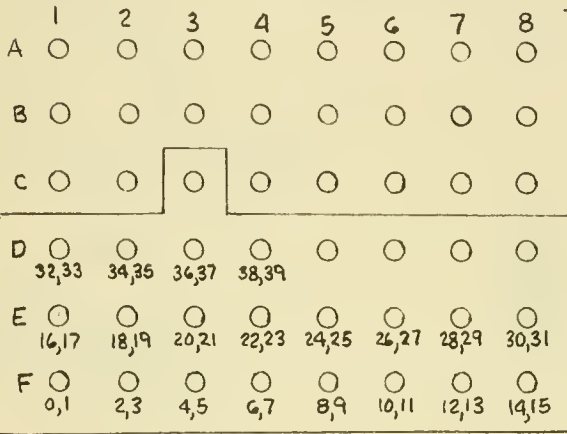 1 2 3 4 5 6 7 8
A
B
C
D
32,33 34,35 36,37 38,39
E
16,17 18,19 20,21 22,23 24,25 26,27 28,29 30,31
F
0,1 2,3 4,5 6,7 8,9 10,11 12,13 14,15